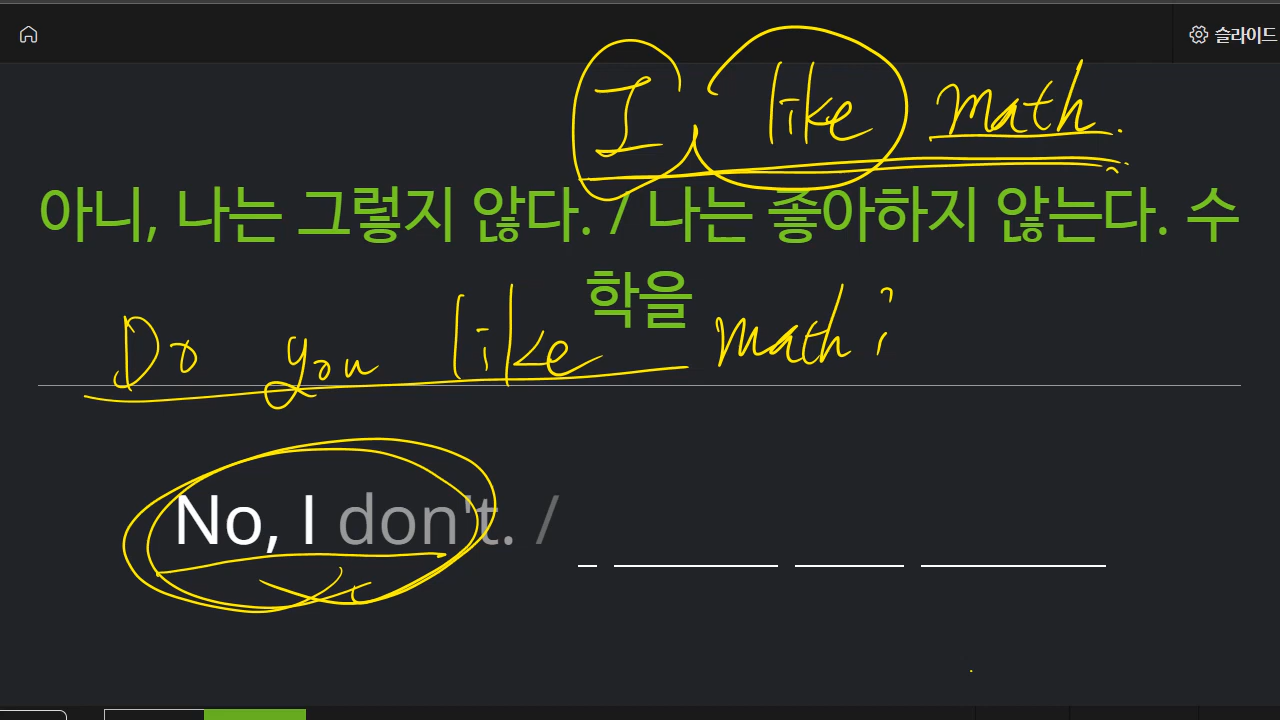 슬라이드
I like math.
아니, 나는 그렇지 않다. / 나는 좋아하지 않는다. 수
학을
Do you like math?
No, I don't. /